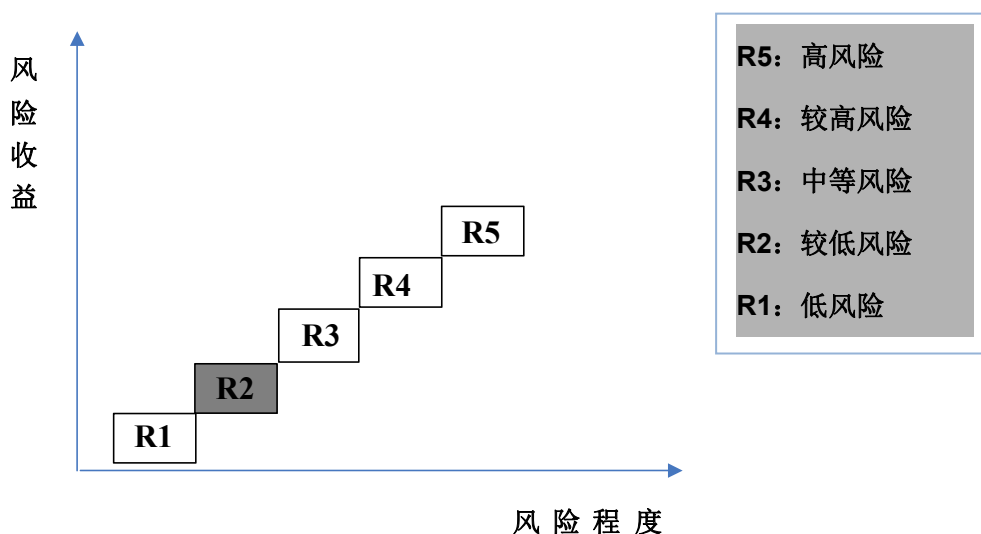 风
险
收
益
R5
R4
R3
R2
R1
风险程度
R5：高风险
R4：较高风险
R3：中等风险
R2：较低风险
R1：低风险